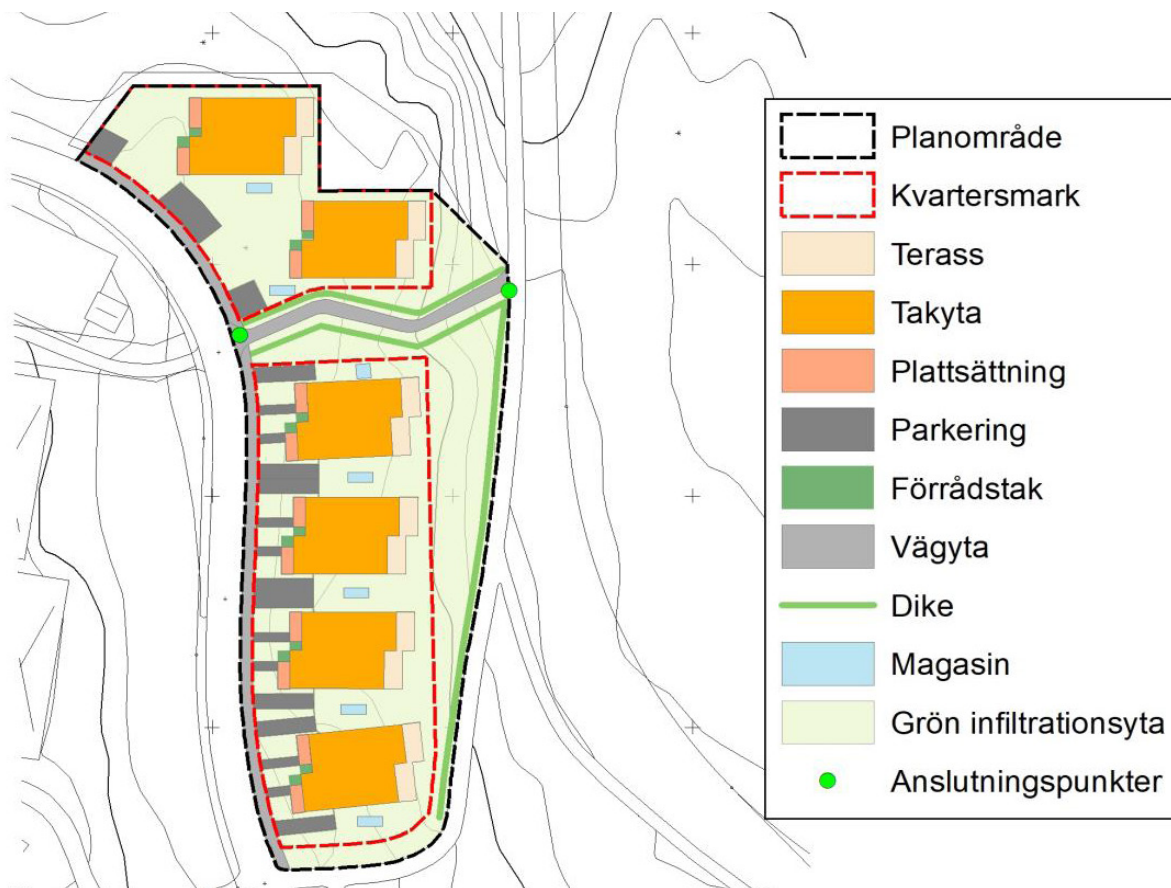 Planområde
Kvartersmark
Terass
Takyta
Plattsättning
Parkering
Förrådstak
Vägyta
Dike
Magasin
Grön infiltrationsyta
Anslutningspunkter